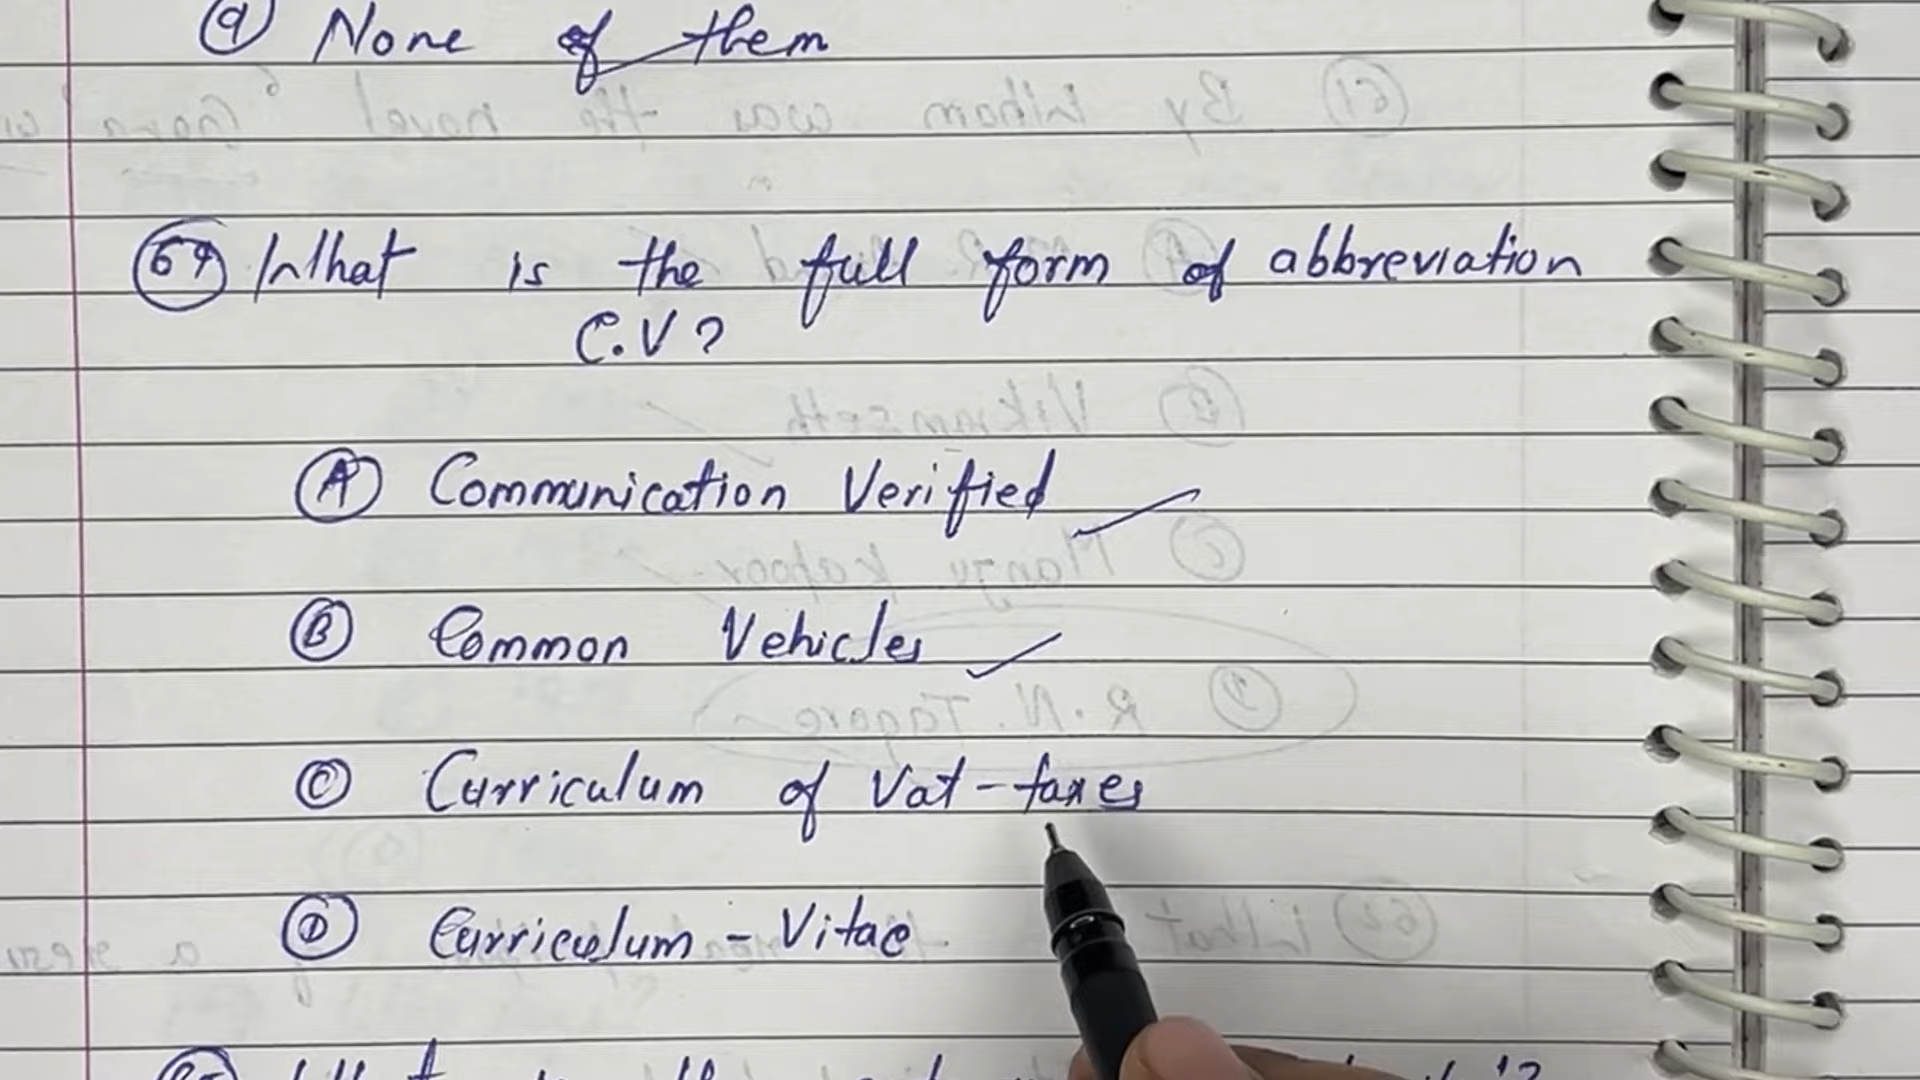 (d) None of them
(64) What is the full form of abbreviation
C.V?
(A) Communication Verified
(B) Common Vehicles
(C) Curriculum of Vat-taxes
(D) Curriculum-Vitae